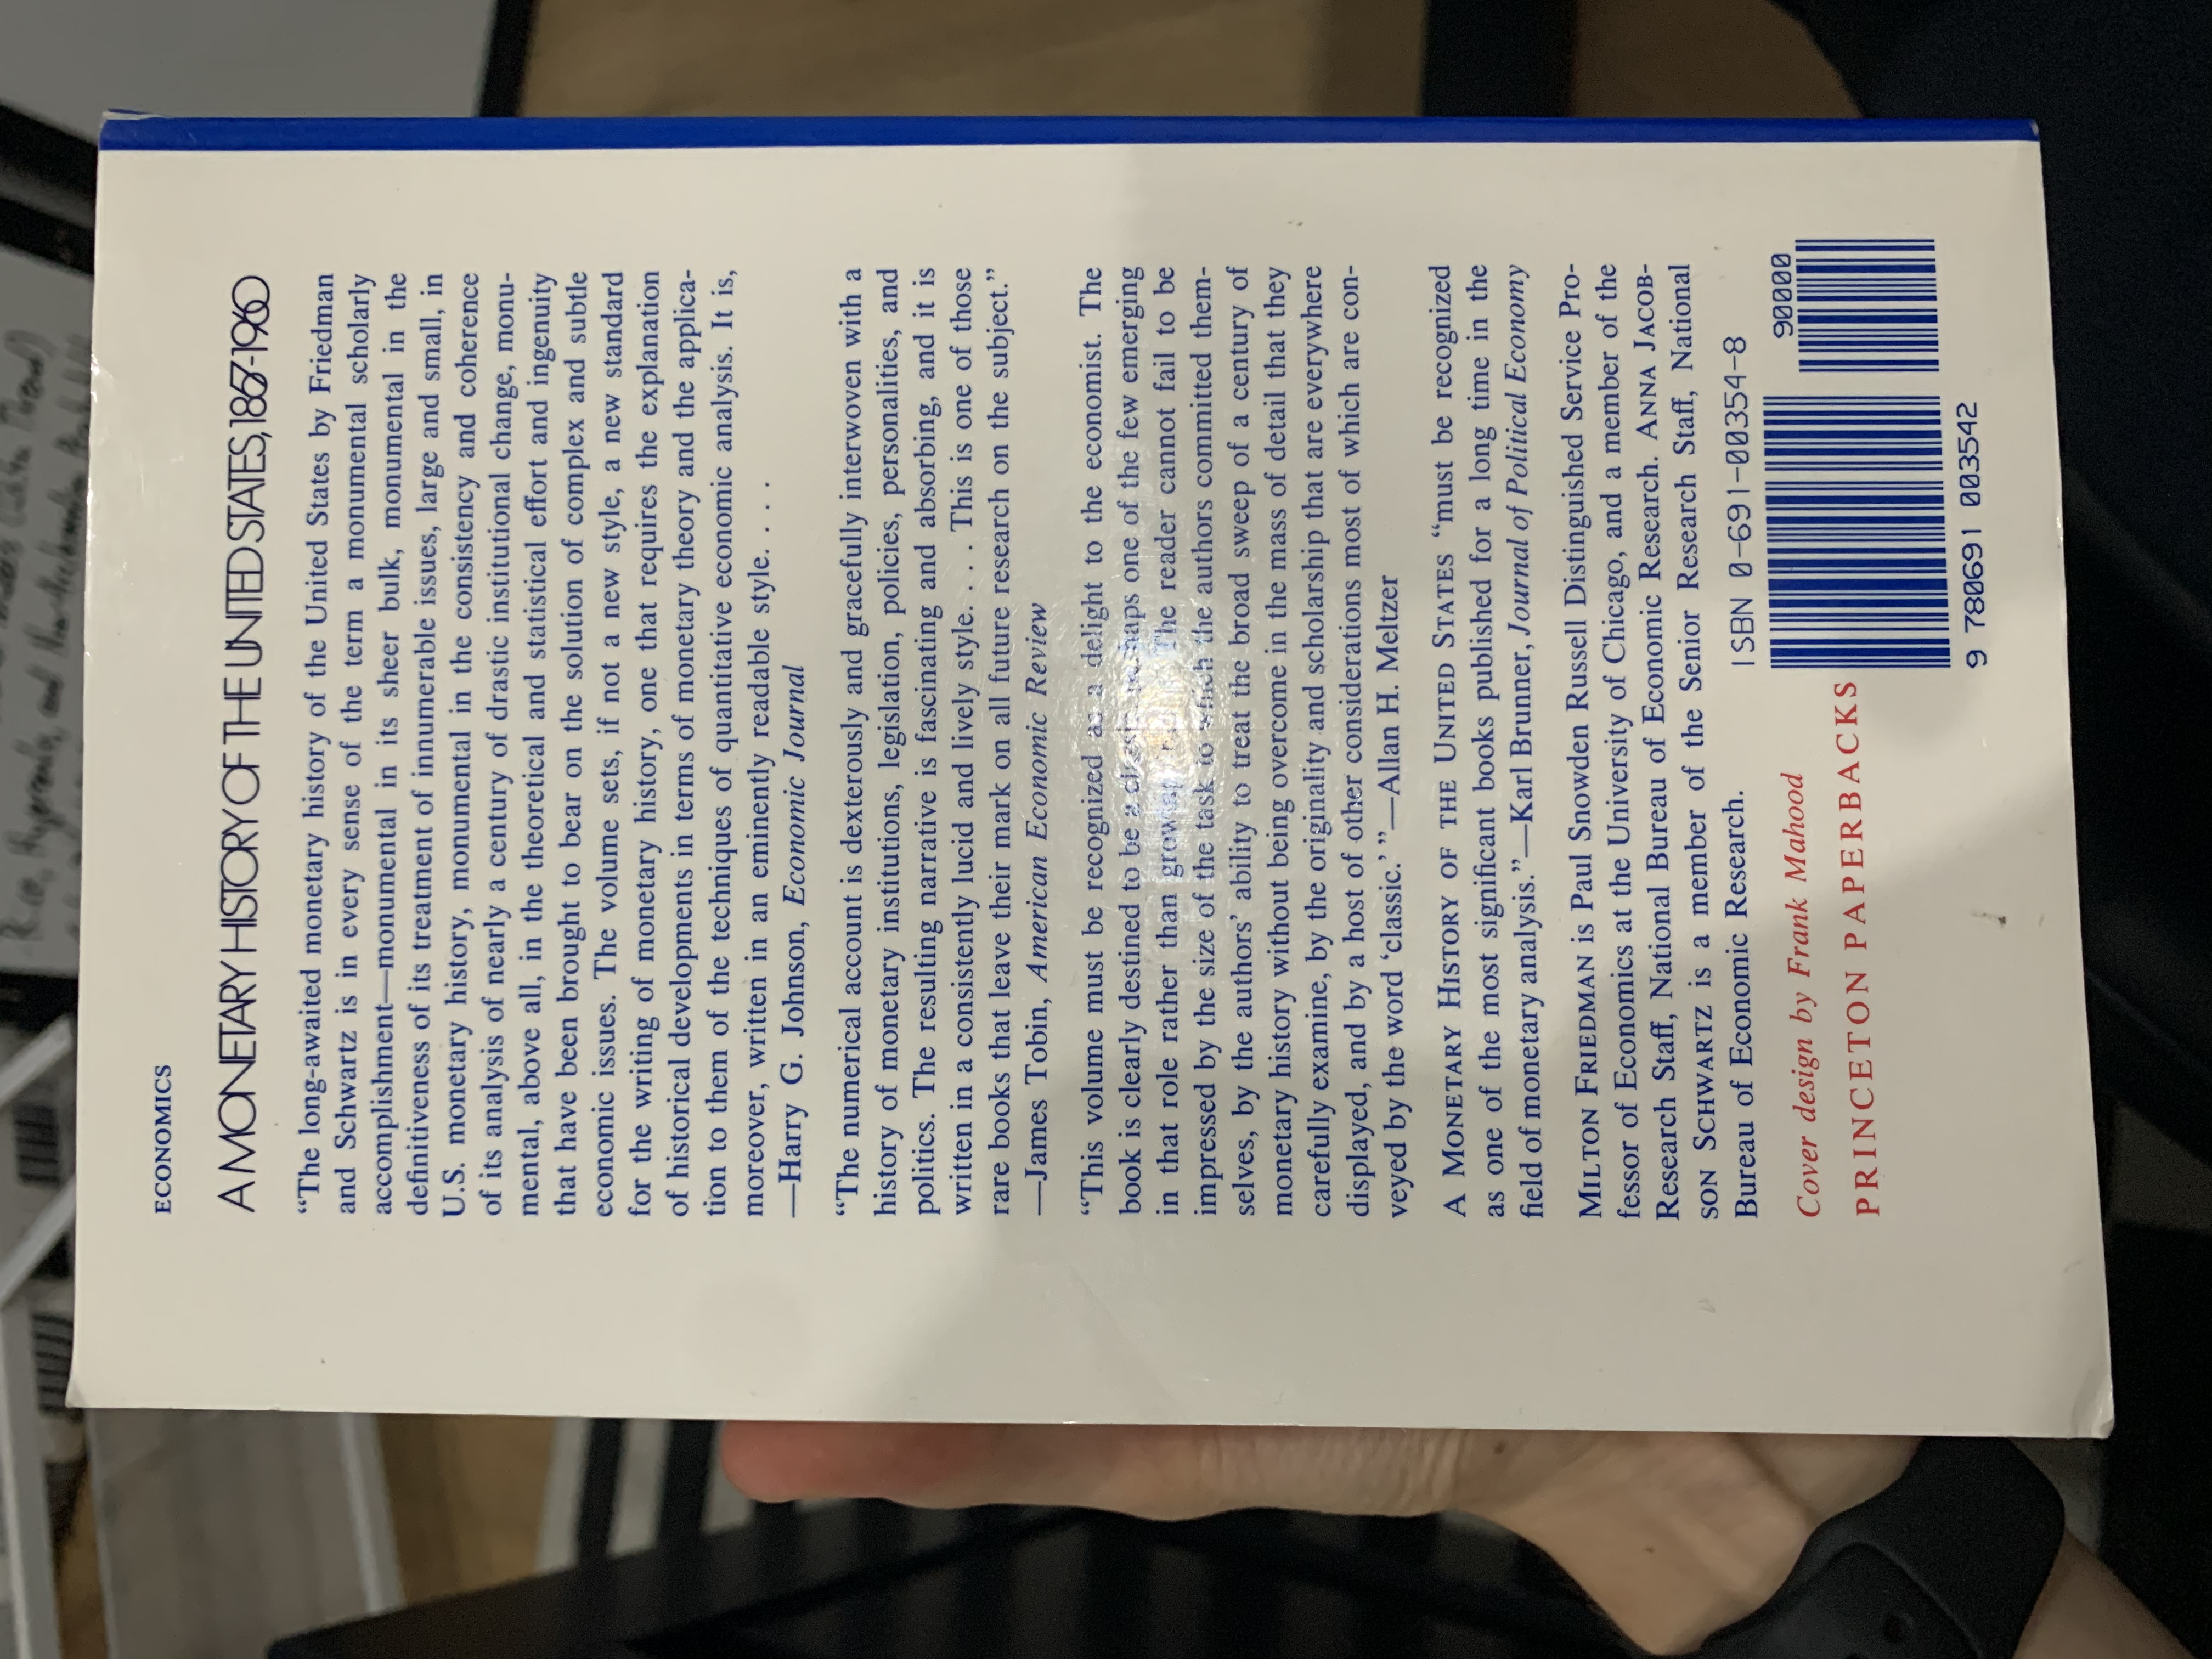 Rice, Hyperends, and
ECONOMICS
A MONETARY HISTORY OF THE UNITED STATES, 1867-1960
“The long-awaited monetary history of the United States by Friedman
and Schwartz is in every sense of the term a monumental scholarly
accomplishment—monumental in its sheer bulk, monumental in the
definitiveness of its treatment of innumerable issues, large and small, in
U.S. monetary history, monumental in the consistency and coherence
of its analysis of nearly a century of drastic institutional change, monu-
mental, above all, in the theoretical and statistical effort and ingenuity
that have been brought to bear on the solution of complex and subtle
economic issues. The volume sets, if not a new style, a new standard
for the writing of monetary history, one that requires the explanation
of historical developments in terms of monetary theory and the applica-
tion to them of the techniques of quantitative economic analysis. It is,
moreover, written in an eminently readable style. . . .
—Harry G. Johnson, Economic Journal
“The numerical account is dexterously and gracefully interwoven with a
history of monetary institutions, legislation, policies, personalities, and
politics. The resulting narrative is fascinating and absorbing, and it is
written in a consistently lucid and lively style. . . . This is one of those
rare books that leave their mark on all future research on the subject.”
—James Tobin, American Economic Review
“This volume must be recognized as a delight to the economist. The
book is clearly destined to be a classic, perhaps one of the few emerging
in that role rather than growing The reader cannot fail to be
impressed by the size of the task to which the authors committed them-
selves, by the authors’ ability to treat the broad sweep of a century of
monetary history without being overcome in the mass of detail that they
carefully examine, by the originality and scholarship that are everywhere
displayed, and by a host of other considerations most of which are con-
veyed by the word ‘classic.’ ”—Allan H. Meltzer
A MONETARY HISTORY OF THE UNITED STATES “must be recognized
as one of the most significant books published for a long time in the
field of monetary analysis.”—Karl Brunner, Journal of Political Economy
MILTON FRIEDMAN is Paul Snowden Russell Distinguished Service Pro-
fessor of Economics at the University of Chicago, and a member of the
Research Staff, National Bureau of Economic Research. ANNA JACOB-
SON SCHWARTZ is a member of the Senior Research Staff, National
Bureau of Economic Research.
ISBN 0-691-00354-8
90000
Cover design by Frank Mahood
PRINCETON PAPERBACKS
9 780691 003542